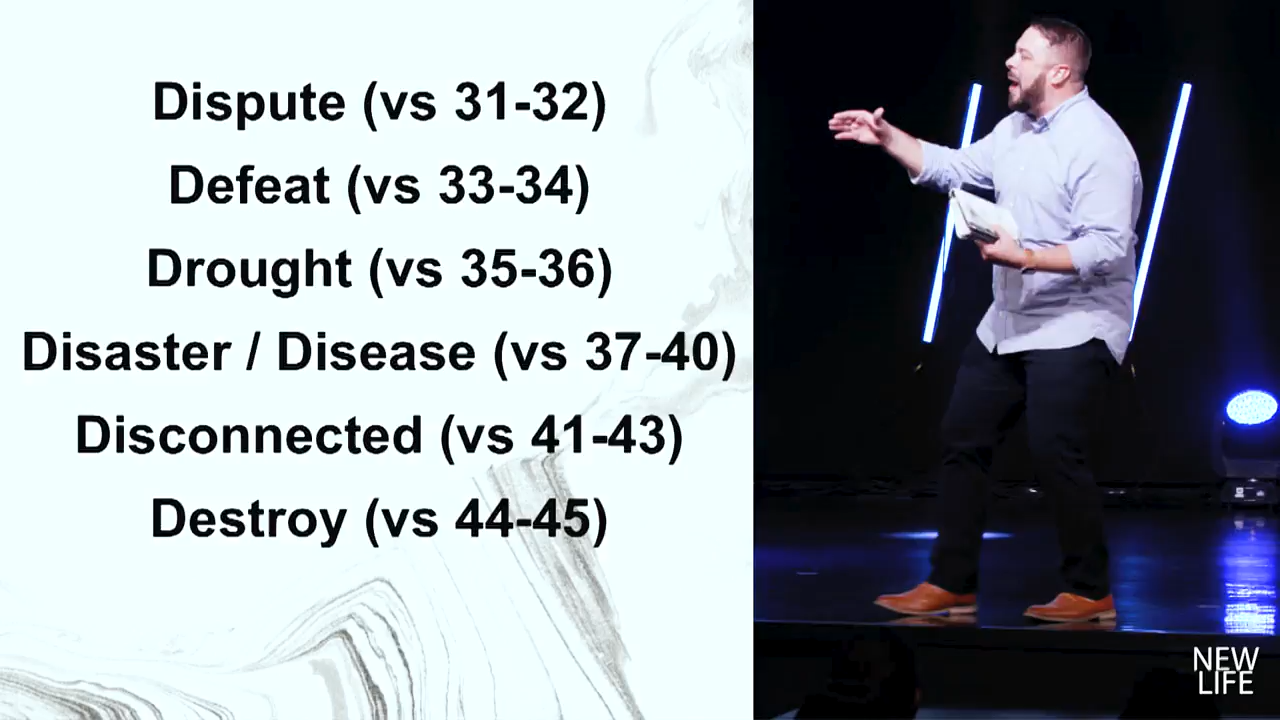 Dispute (vs 31-32)
Defeat (vs 33-34)
Drought (vs 35-36)
Disaster / Disease (vs 37-40)
Disconnected (vs 41-43)
Destroy (vs 44-45)
NEW
LIFE